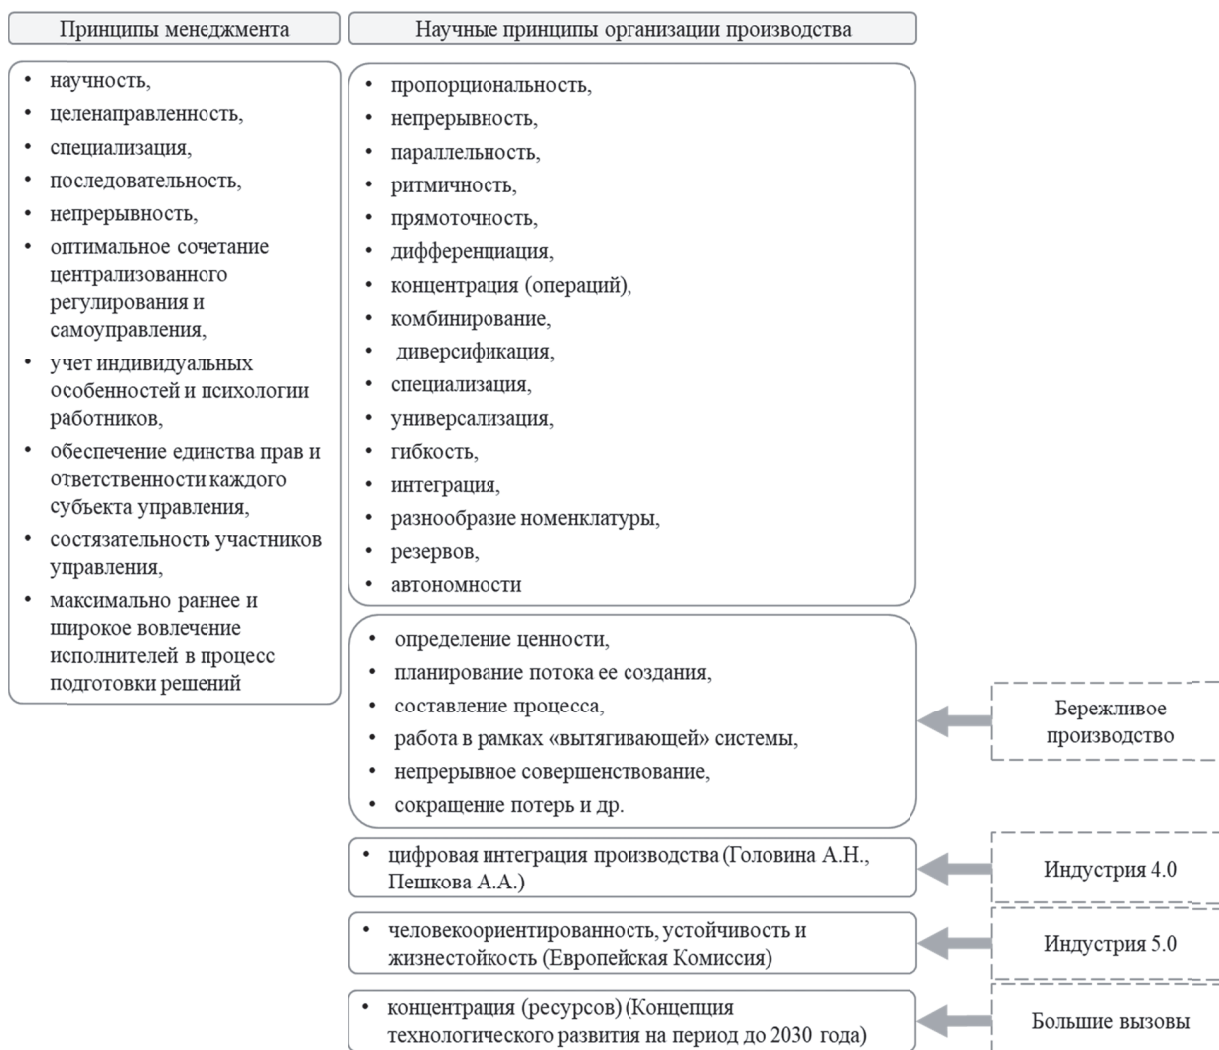 Принципы менеджмента
Научные принципы организации производства
• научность,
• целенаправленность,
• специализация,
• последовательность,
• непрерывность,
• оптимальное сочетание
централизованного
регулирования и
самоуправления,
• учет индивидуальных
особенностей и психологии
работников,
• обеспечение единства прав и
ответственности каждого
субъекта управления,
• состязательность участников
управления,
• максимально раннее и
широкое вовлечение
исполнителей в процесс
подготовки решений
• пропорциональность,
• непрерывность,
• параллельность,
• ритмичность,
• прямоточность,
• дифференциация,
• концентрация (операций),
• комбинирование,
• диверсификация,
• специализация,
• универсализация,
• гибкость,
• интеграция,
• разнообразие номенклатуры,
• резервов,
• автономности
• определение ценности,
• планирование потока ее создания,
• составление процесса,
• работа в рамках «вытягивающей» системы,
• непрерывное совершенствование,
• сокращение потерь и др.
Бережливое
производство
• цифровая интеграция производства (Головина А.Н.,
Пешкова А.А.)
Индустрия 4.0
• человекоориентированность, устойчивость и
жизнестойкость (Европейская Комиссия)
Индустрия 5.0
• концентрация (ресурсов) (Концепция
технологического развития на период до 2030 года)
Большие вызовы